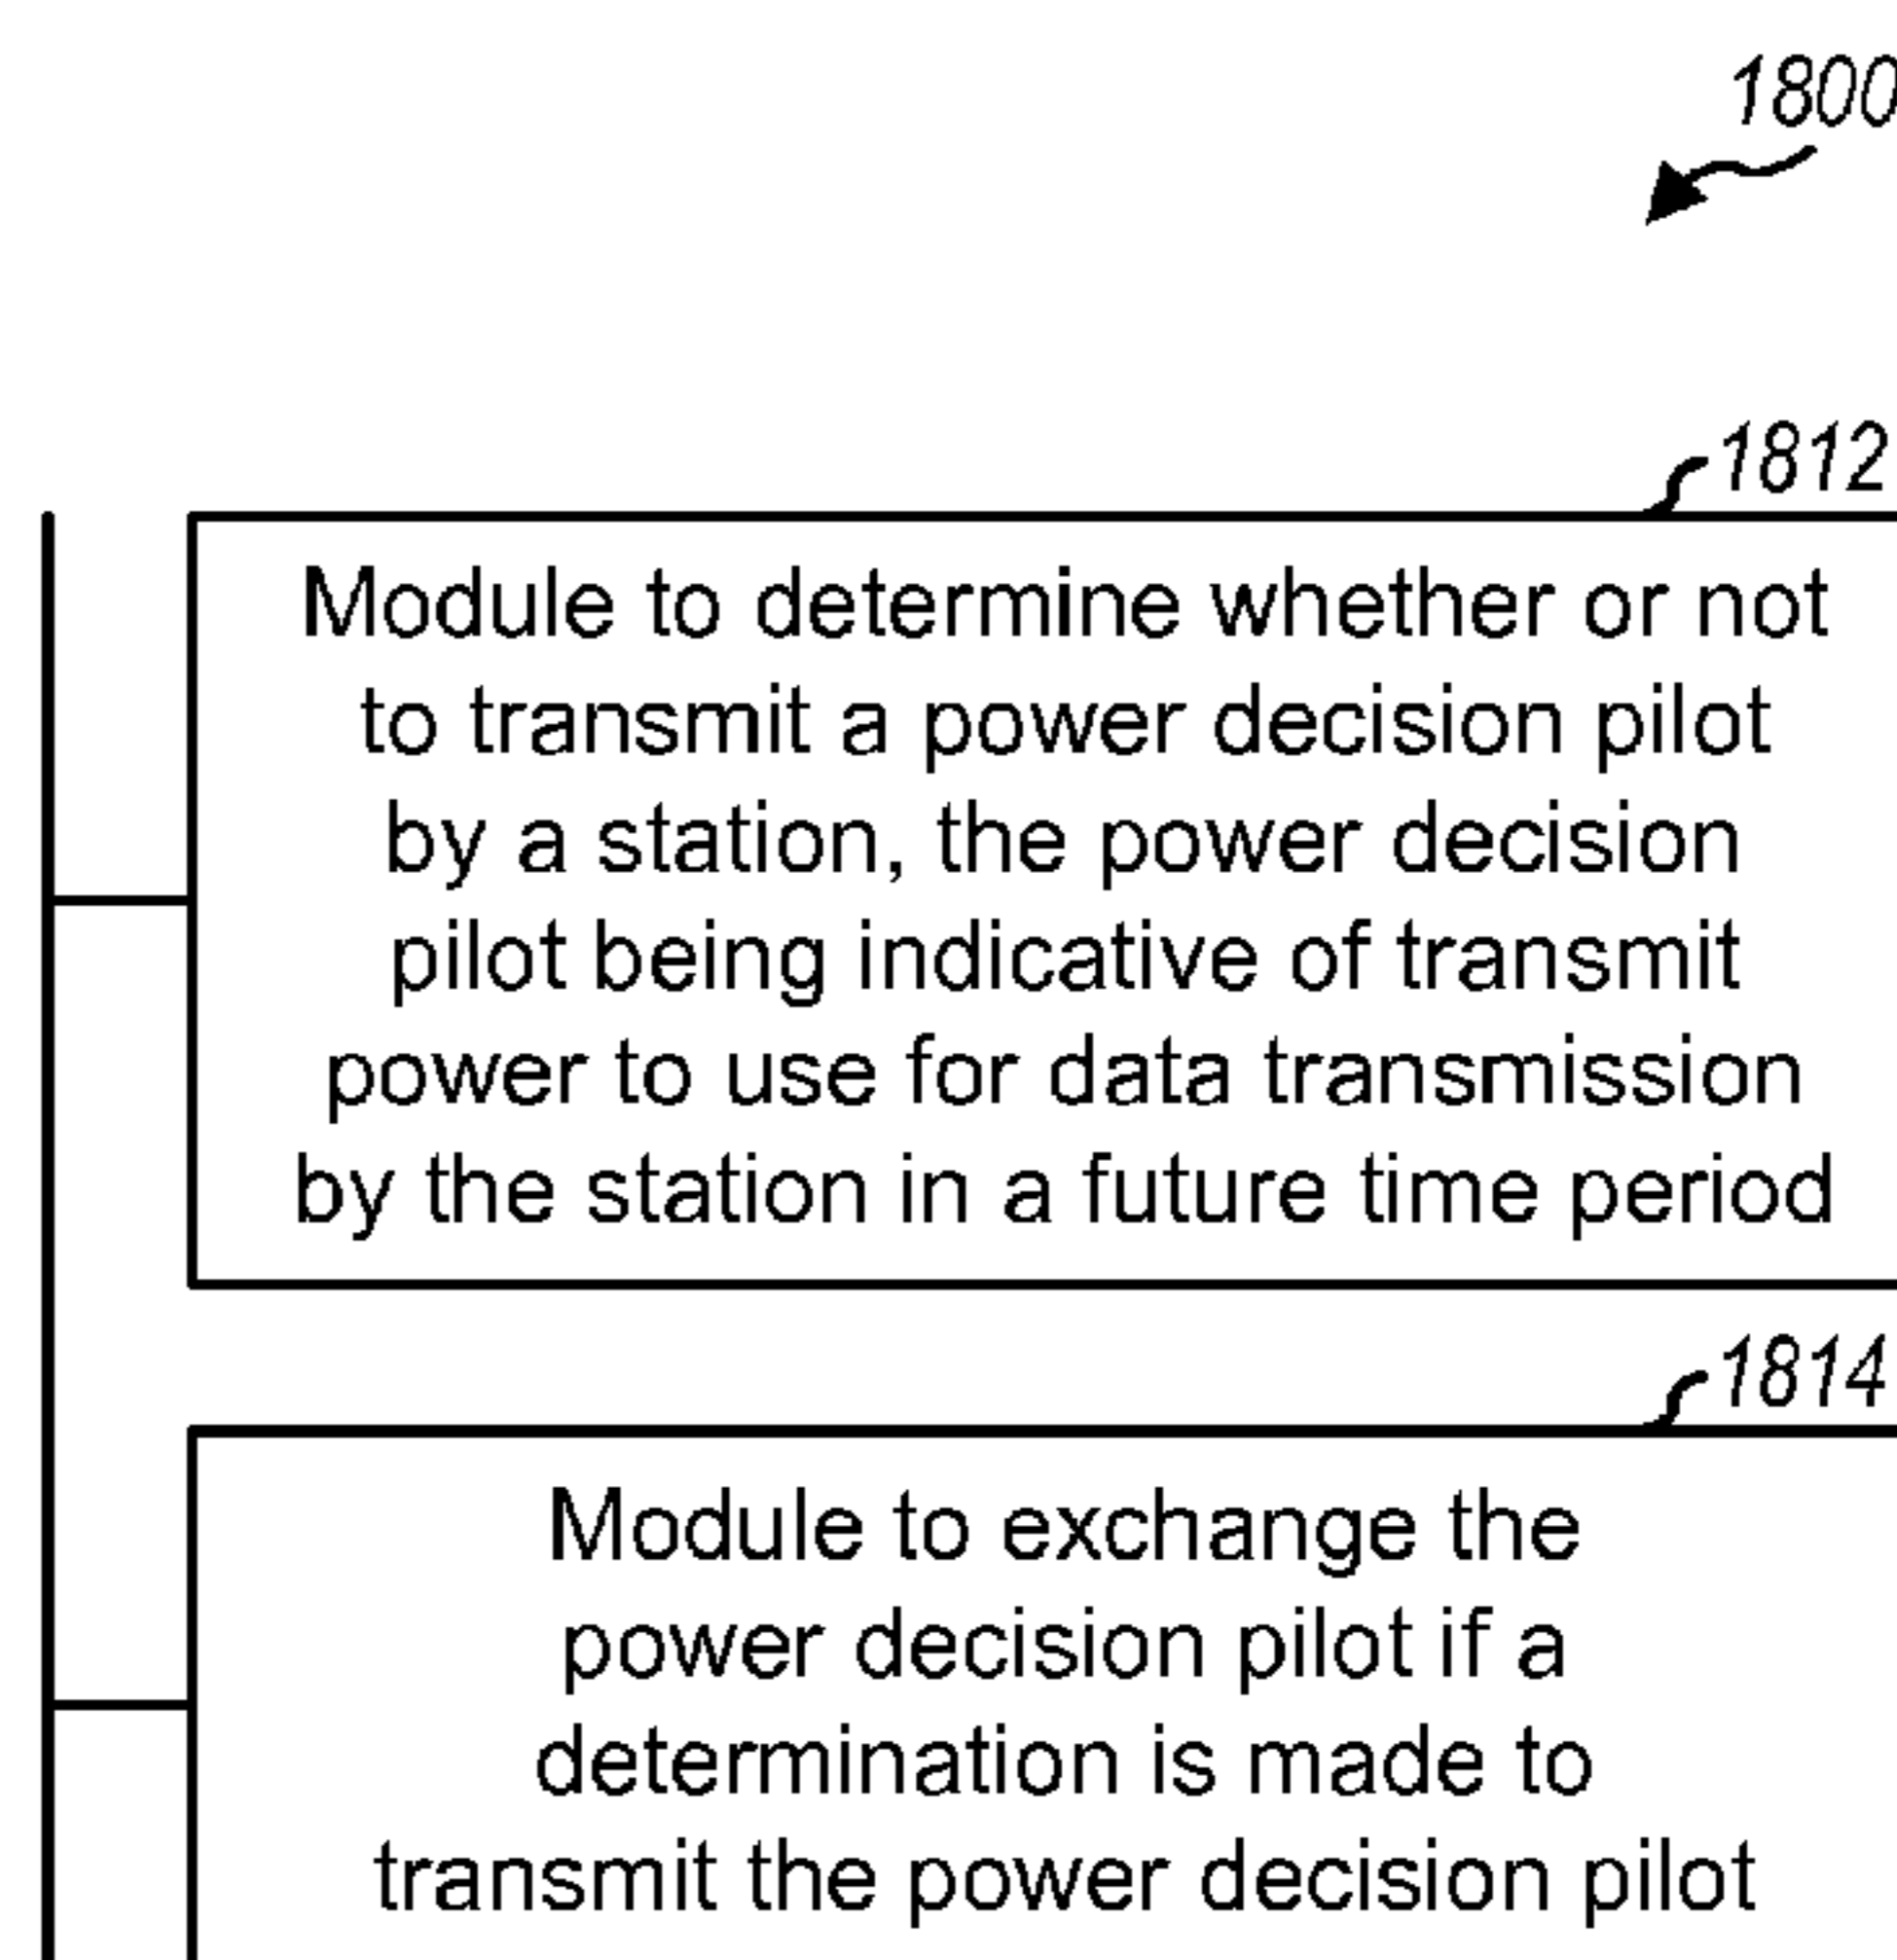 1800
1812
Module to determine whether or not
to transmit a power decision pilot
by a station, the power decision
pilot being indicative of transmit
power to use for data transmission
by the station in a future time period
1814
Module to exchange the
power decision pilot if a
determination is made to
transmit the power decision pilot